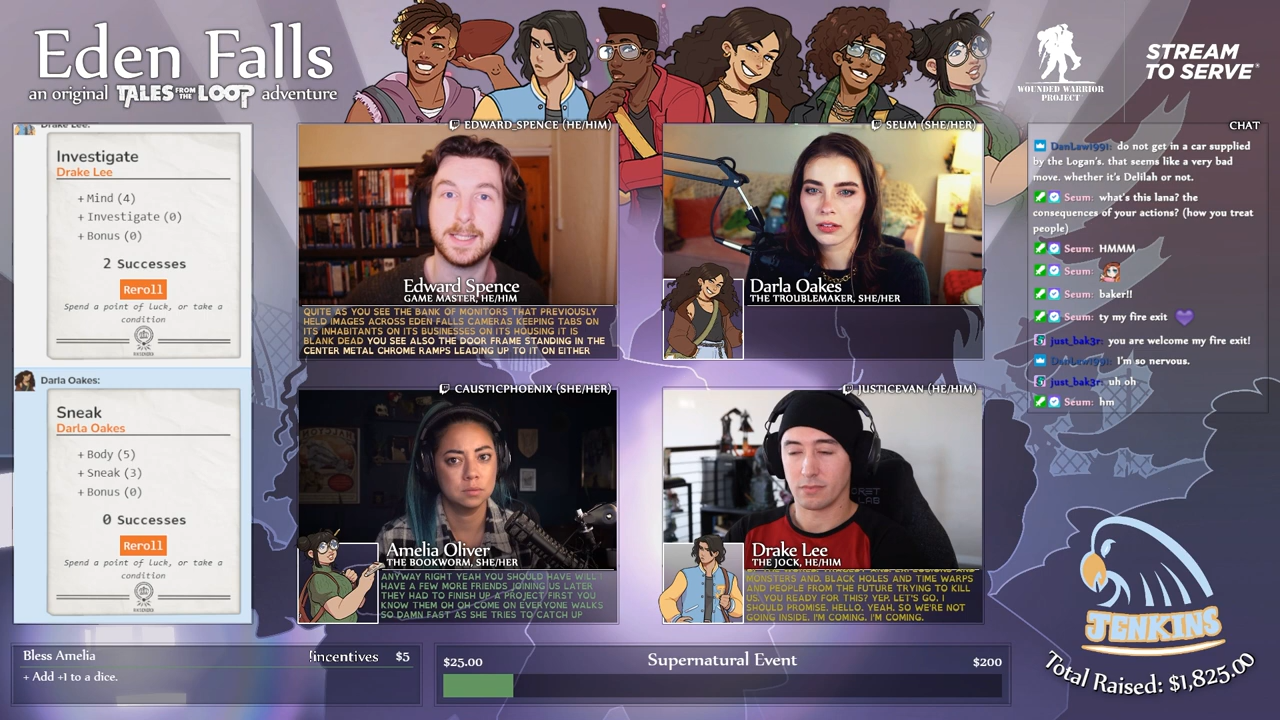 Eden Falls
an original TALES FROM THE LOOP adventure
WOUNDED WARRIOR
PROJECT
STREAM
TO SERVE
Drake Lee:
Investigate
Drake Lee
+ Mind (4)
+ Investigate (0)
+ Bonus (0)
2 Successes
Reroll
Spend a point of luck, or take a
condition
Darla Oakes:
Sneak
Darla Oakes
+ Body (5)
+ Sneak (3)
+ Bonus (0)
0 Successes
Reroll
Spend a point of luck, or take a
condition
EDWARD_SPENCE (HE/HIM)
Edward Spence
GAME MASTER, HE/HIM
QUITE AS YOU SEE THE BANK OF MONITORS THAT PREVIOUSLY
HELD IMAGES ACROSS EDEN FALLS CAMERAS KEEPING TABS ON
ITS INHABITANTS ON ITS BUSINESSES ON ITS HOUSING IT IS
BLANK DEAD YOU SEE ALSO THE DOOR FRAME STANDING IN THE
CENTER METAL CHROME RAMPS LEADING UP TO IT ON EITHER
SEUM (SHE/HER)
Darla Oakes
THE TROUBLEMAKER, SHE/HER
CAUSTICPHOENIX (SHE/HER)
Amelia Oliver
THE BOOKWORM, SHE/HER
ANYWAY RIGHT YEAH YOU SHOULD HAVE WILL
HAVE A FEW MORE FRIENDS JOINING US LATER
THEY HAD TO FINISH UP A PROJECT FIRST YOU
KNOW THEM OH OH COME ON EVERYONE WALKS
SO DAMN FAST AS SHE TRIES TO CATCH UP
JUSTICEVAN (HE/HIM)
Drake Lee
THE JOCK, HE/HIM
MONSTERS AND. BLACK HOLES AND TIME WARPS
AND PEOPLE FROM THE FUTURE TRYING TO KILL
US. YOU READY FOR THIS? YEP. LET'S GO. I
SHOULD PROMISE. HELLO. YEAH. SO WE'RE NOT
GOING INSIDE. I'M COMING. I'M COMING.
CHAT
DanLaw1991: do not get in a car supplied
by the Logan's. that seems like a very bad
move. whether it's Delilah or not.
Seum: what's this lana? the
consequences of your actions? (how you treat
people)
Seum: HMMM
Seum:
Seum: baker!!
Seum: ty my fire exit 💜
just_bak3r: you are welcome my fire exit!
DanLaw1991: I'm so nervous.
just_bak3r: uh oh
Seum: hm
JENKINS
Total Raised: $1,825.00
Bless Amelia
!incentives $5
+ Add +1 to a dice.
$25.00 Supernatural Event $200